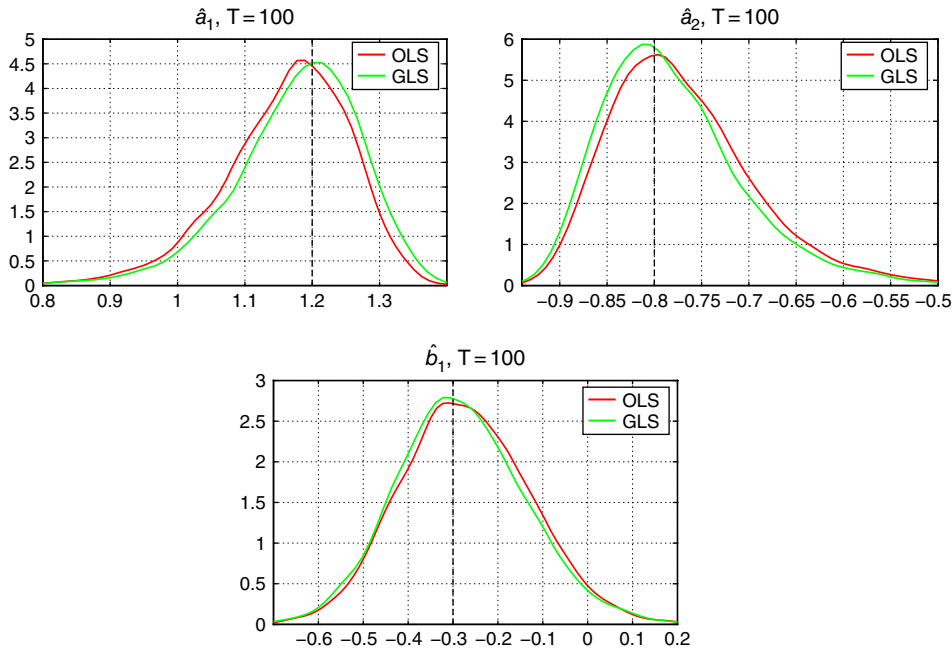 â₁, T = 100
5
4.5
4
3.5
3
2.5
2
1.5
1
0.5
0
OLS
GLS
0.8 0.9 1 1.1 1.2 1.3
â₂, T = 100
6
5
4
3
2
1
0
OLS
GLS
−0.9 −0.85 −0.8 −0.75 −0.7 −0.65 −0.6 −0.55 −0.5
b̂₁, T = 100
3
2.5
2
1.5
1
0.5
0
OLS
GLS
−0.6 −0.5 −0.4 −0.3 −0.2 −0.1 0 0.1 0.2